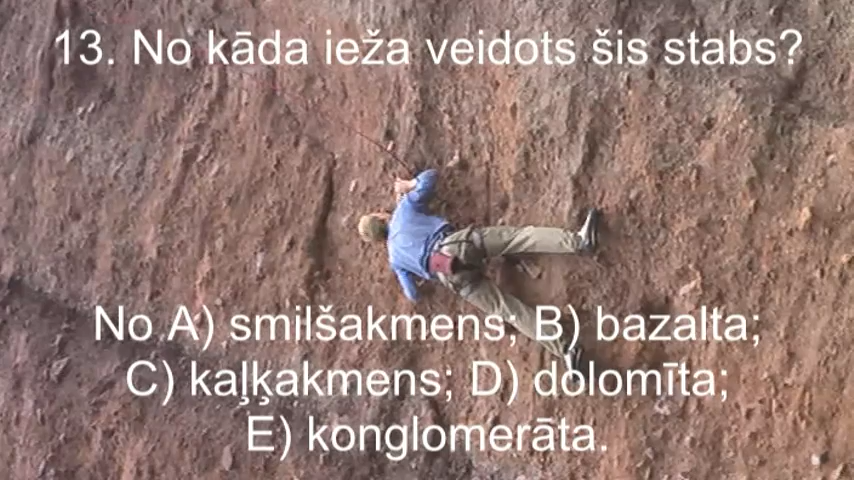 13. No kāda ieža veidots šis stabs?
No A) smilšakmens; B) bazalta;
C) kaļķakmens; D) dolomīta;
E) konglomerāta.